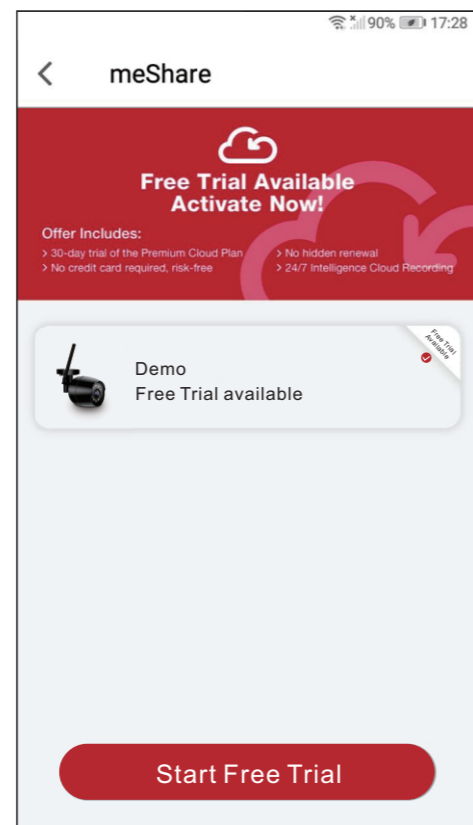 90% 17:28
meShare
Free Trial Available
Activate Now!
Offer Includes:
> 30-day trial of the Premium Cloud Plan
> No credit card required, risk-free
> No hidden renewal
> 24/7 Intelligence Cloud Recording
Free Trial
Available
Demo
Free Trial available
Start Free Trial